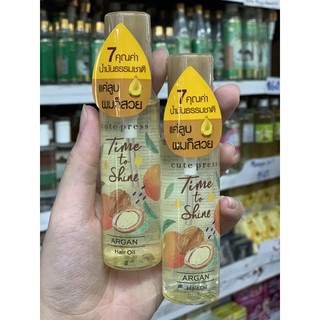 7 คุณค่า
น้ำมันธรรมชาติ
แค่ลูบ
ผมก็สวย
cute press
Time
to
Shine
ARGAN
Hair Oil
7 คุณค่า
น้ำมันธรรมชาติ
แค่ลูบ
ผมก็สวย
cute press
Time
to
Shine
ARGAN
Hair Oil